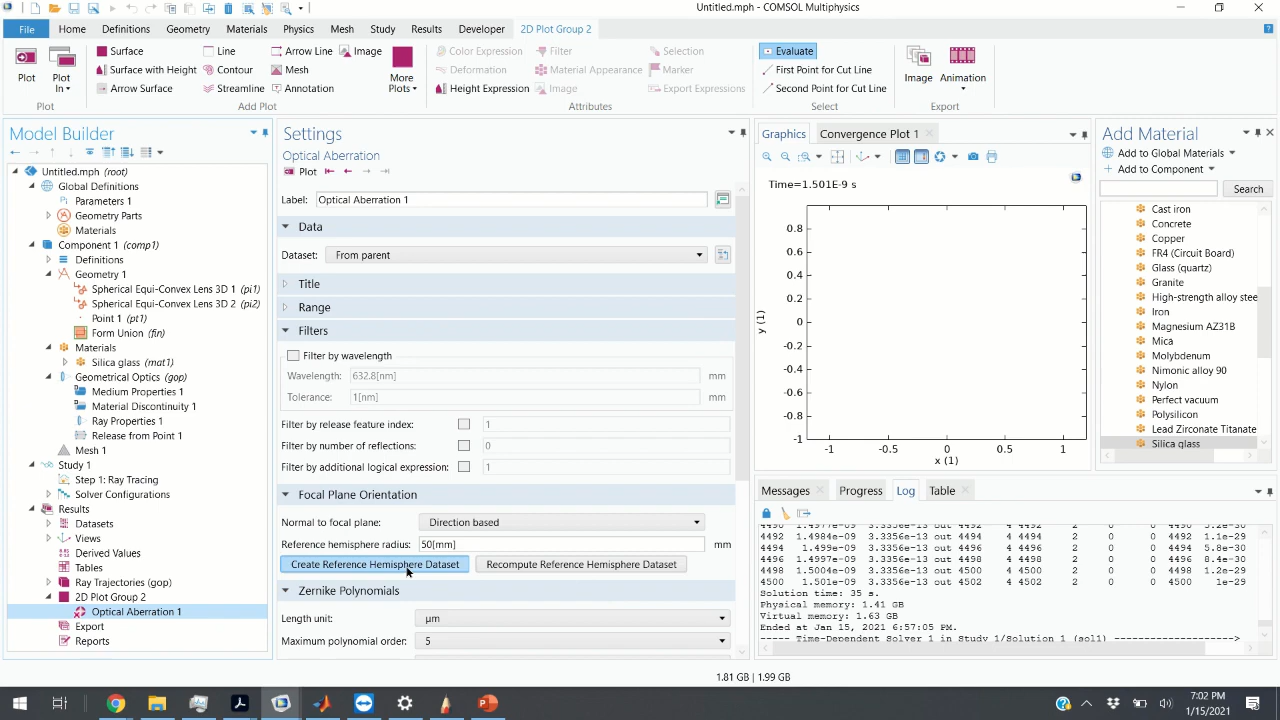 Untitled.mph - COMSOL Multiphysics
File Home Definitions Geometry Materials Physics Mesh Study Results Developer 2D Plot Group 2
Surface Line Arrow Line Image
Surface with Height Contour Mesh
Arrow Surface Streamline Annotation
Plot Plot In More Plots
Color Expression Filter Selection
Deformation Material Appearance Marker
Height Expression Image Export Expressions
Evaluate
First Point for Cut Line
Second Point for Cut Line
Image Animation
Plot Add Plot Attributes Select Export
Model Builder
Untitled.mph (root)
Global Definitions
Parameters 1
Geometry Parts
Materials
Component 1 (comp1)
Definitions
Geometry 1
Spherical Equi-Convex Lens 3D 1 (pi1)
Spherical Equi-Convex Lens 3D 2 (pi2)
Point 1 (pt1)
Form Union (fin)
Materials
Silica glass (mat1)
Geometrical Optics (gop)
Medium Properties 1
Material Discontinuity 1
Ray Properties 1
Release from Point 1
Mesh 1
Study 1
Step 1: Ray Tracing
Solver Configurations
Results
Datasets
Views
Derived Values
Tables
Ray Trajectories (gop)
2D Plot Group 2
Optical Aberration 1
Export
Reports
Settings
Optical Aberration
Plot
Label: Optical Aberration 1
Data
Dataset: From parent
Title
Range
Filters
Filter by wavelength
Wavelength: 632.8[nm] mm
Tolerance: 1[nm] mm
Filter by release feature index: 1
Filter by number of reflections: 0
Filter by additional logical expression: 1
Focal Plane Orientation
Normal to focal plane: Direction based
Reference hemisphere radius: 50[mm] mm
Create Reference Hemisphere Dataset Recompute Reference Hemisphere Dataset
Zernike Polynomials
Length unit: µm
Maximum polynomial order: 5
Graphics Convergence Plot 1
Time=1.501E-9 s
0.8
0.6
0.4
0.2
0
-0.2
-0.4
-0.6
-0.8
-1
y (1)
-1 -0.5 0 0.5 1
x (1)
Messages Progress Log Table
4492 1.4984e-09 3.3356e-13 out 4494 4 4494 2 0 0 4492 1.1e-29
4494 1.499e-09 3.3356e-13 out 4496 4 4496 2 0 0 4494 5.8e-30
4496 1.4997e-09 3.3356e-13 out 4498 4 4498 2 0 0 4496 4.4e-30
4498 1.5004e-09 3.3356e-13 out 4500 4 4500 2 0 0 4498 1.2e-29
4500 1.501e-09 3.3356e-13 out 4502 4 4502 2 0 0 4500 1e-29
Solution time: 35 s.
Physical memory: 1.41 GB
Virtual memory: 1.63 GB
Ended at Jan 15, 2021 6:57:05 PM.
----- Time-Dependent Solver 1 in Study 1/Solution 1 (sol1) --------------------->
Add Material
Add to Global Materials
Add to Component
Search
Cast iron
Concrete
Copper
FR4 (Circuit Board)
Glass (quartz)
Granite
High-strength alloy stee
Iron
Magnesium AZ31B
Mica
Molybdenum
Nimonic alloy 90
Nylon
Perfect vacuum
Polysilicon
Lead Zirconate Titanate
Silica glass
1.81 GB | 1.99 GB
7:02 PM
1/15/2021